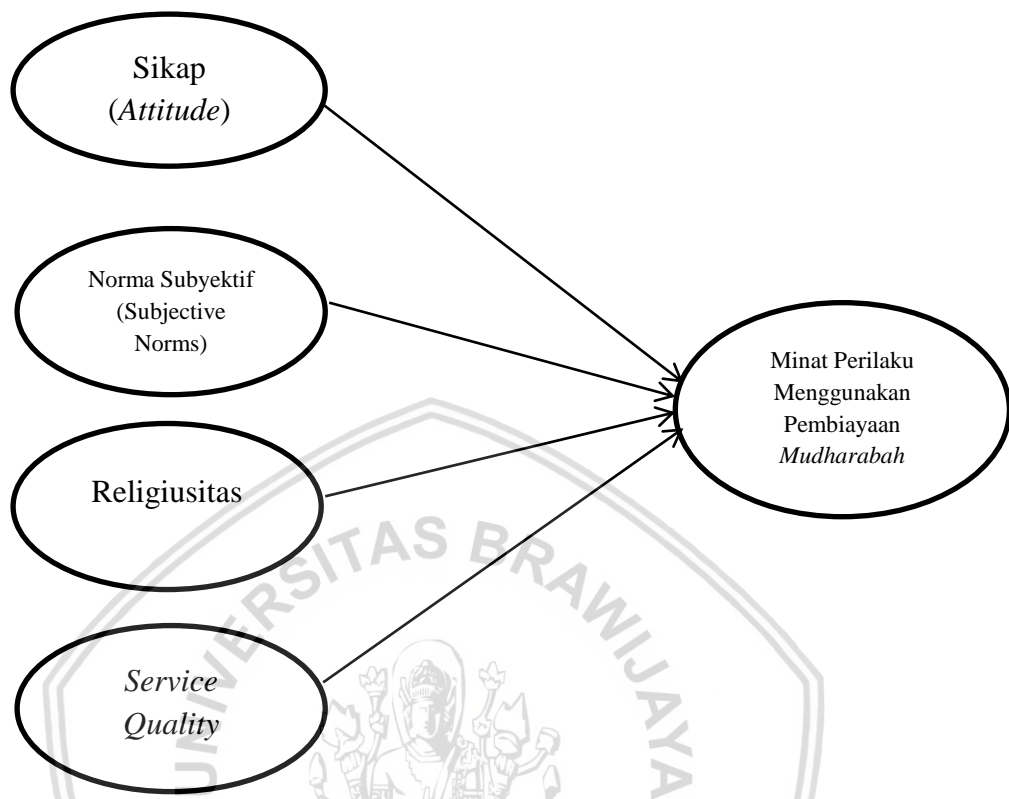 Sikap
(Attitude)
Norma Subyektif
(Subjective
Norms)
Religiusitas
Service
Quality
Minat Perilaku
Menggunakan
Pembiayaan
Mudharabah
UNIVERSITAS BRAWIJAYA